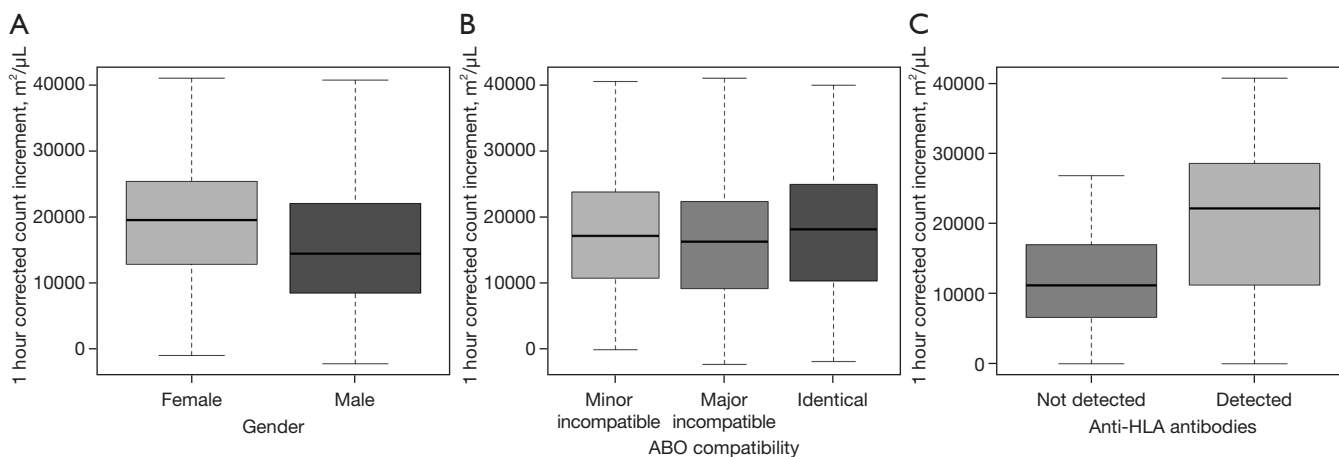 A
1 hour corrected count increment, m²/µL
40000
30000
20000
10000
0
Female
Male
Gender
B
1 hour corrected count increment, m²/µL
40000
30000
20000
10000
0
Minor
incompatible
Major
incompatible
Identical
ABO compatibility
C
1 hour corrected count increment, m²/µL
40000
30000
20000
10000
0
Not detected
Detected
Anti-HLA antibodies